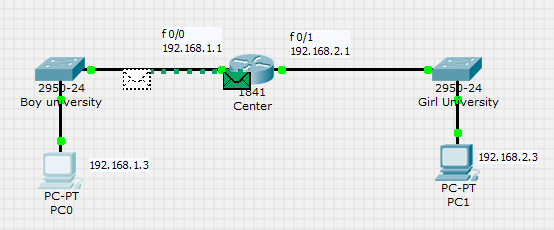 f 0/0
192.168.1.1
f 0/1
192.168.2.1
2950-24
Boy university
1841
Center
2950-24
Girl University
192.168.1.3
192.168.2.3
PC-PT
PC0
PC-PT
PC1